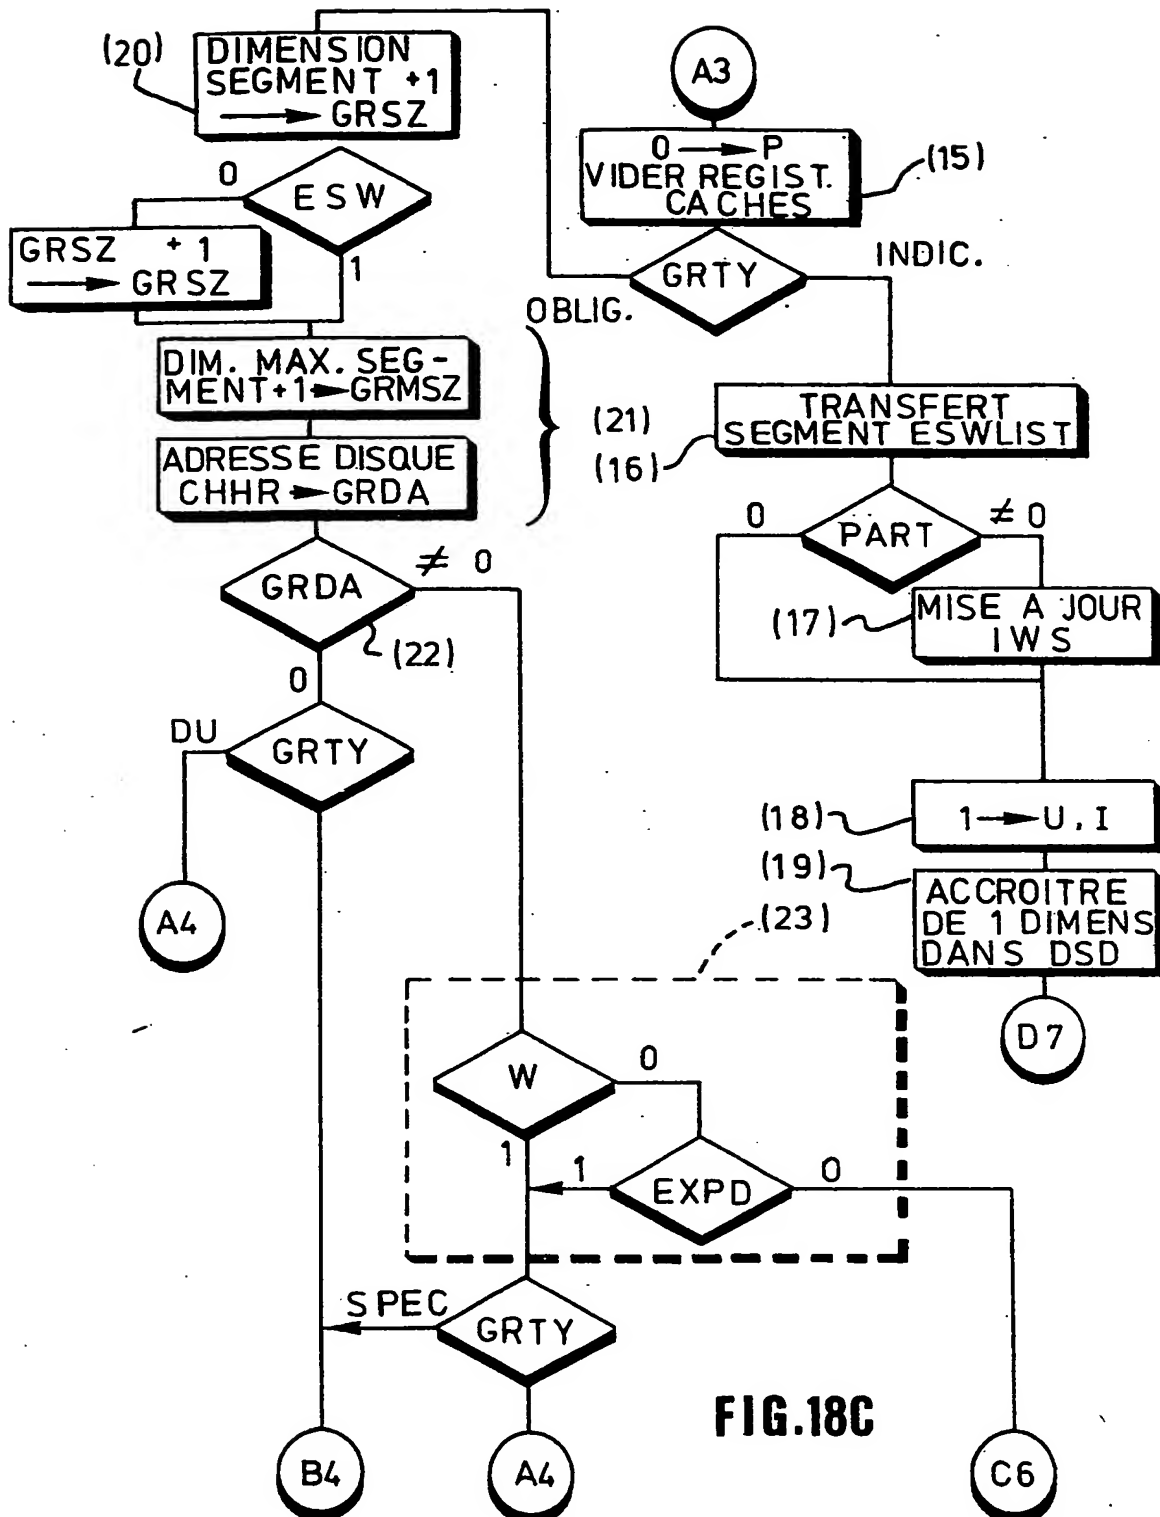 (20)
DIMENSION
SEGMENT +1
→ GRSZ
A3
0 → P
VIDER REGIST.
CACHES
(15)
0
ESW
1
GRSZ + 1
→ GRSZ
GRTY
INDIC.
OBLIG.
DIM. MAX. SEG-
MENT+1→GRMSZ
(21)
ADRESSE DISQUE
CHHR → GRDA
TRANSFERT
SEGMENT ESWLIST
(16)
0
PART
≠ 0
GRDA
≠ 0
(22)
0
(17)
MISE A JOUR
IWS
DU
GRTY
A4
(18)
1 → U, I
(19)
ACCROITRE
DE 1 DIMENS
DANS DSD
(23)
D7
W
0
1
1
EXPD
0
SPEC
GRTY
FIG.18C
B4
A4
C6